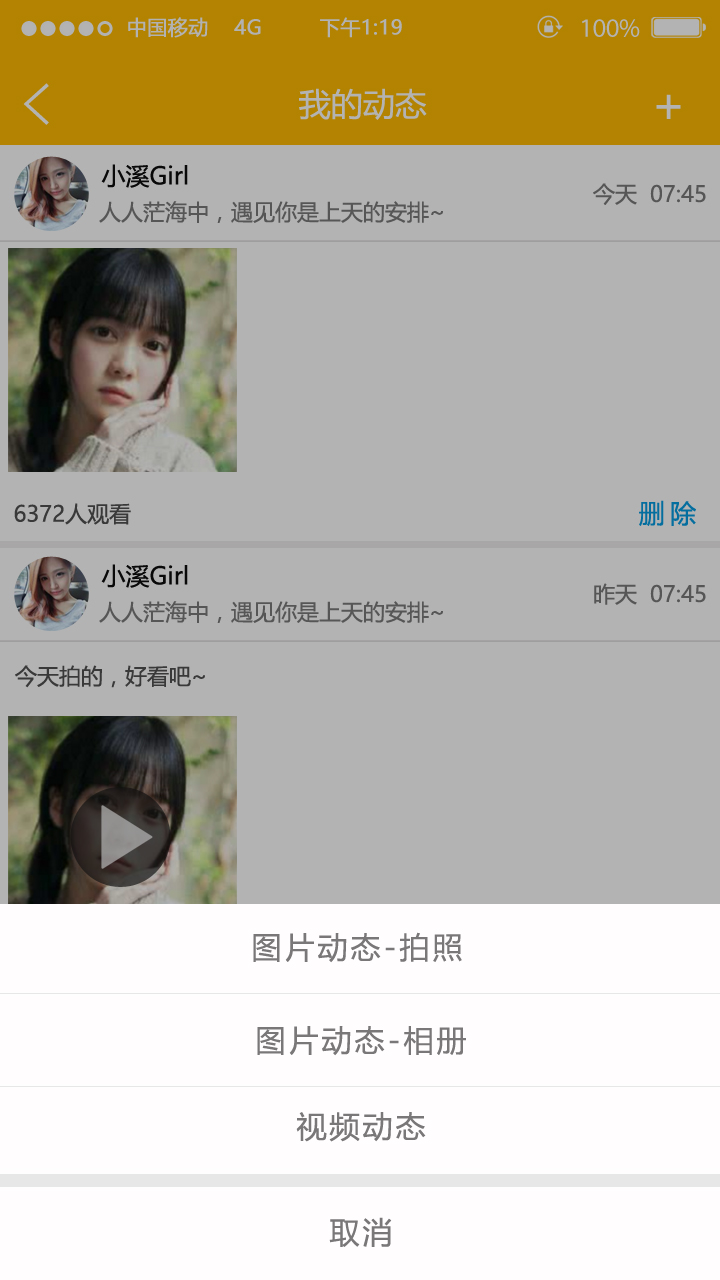 中国移动 4G 下午1:19 100%
我的动态 +
小溪Girl
人人茫海中，遇见你是上天的安排~
今天 07:45
6372人观看 删除
小溪Girl
人人茫海中，遇见你是上天的安排~
昨天 07:45
今天拍的，好看吧~
图片动态-拍照
图片动态-相册
视频动态
取消